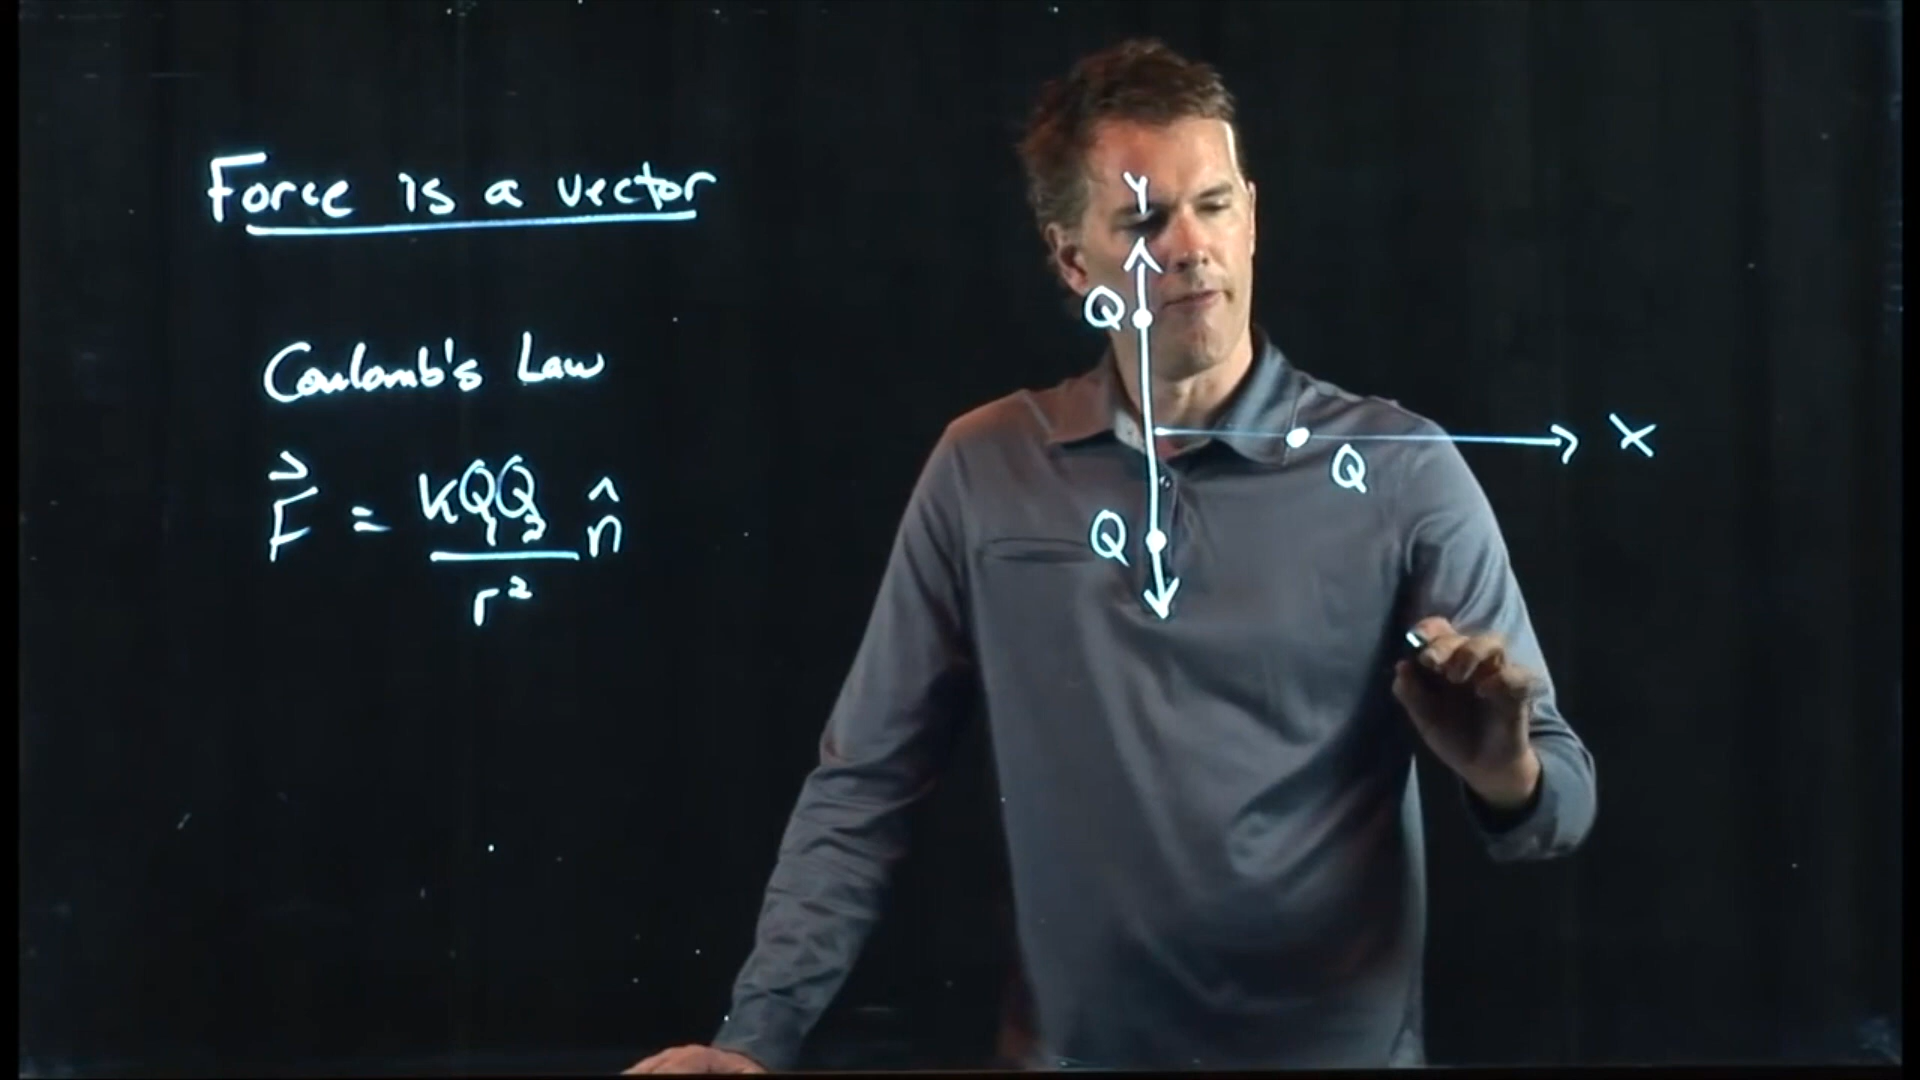 Force is a vector
Coulomb's Law
F⃗ = kQ₁Q₂ n̂
r²
Y
Q
X
Q
Q